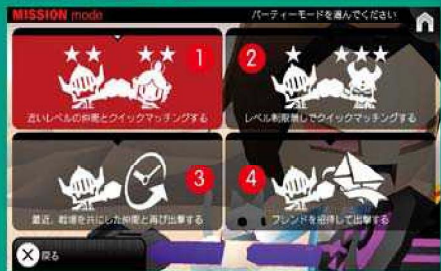 MISSION mode
パーティーモードを選んでください
1
近いレベルの仲間とクイックマッチングする
2
レベル制限無しでクイックマッチングする
3
最近、戦場を共にした仲間と再び出撃する
4
フレンドを招待して出撃する
戻る